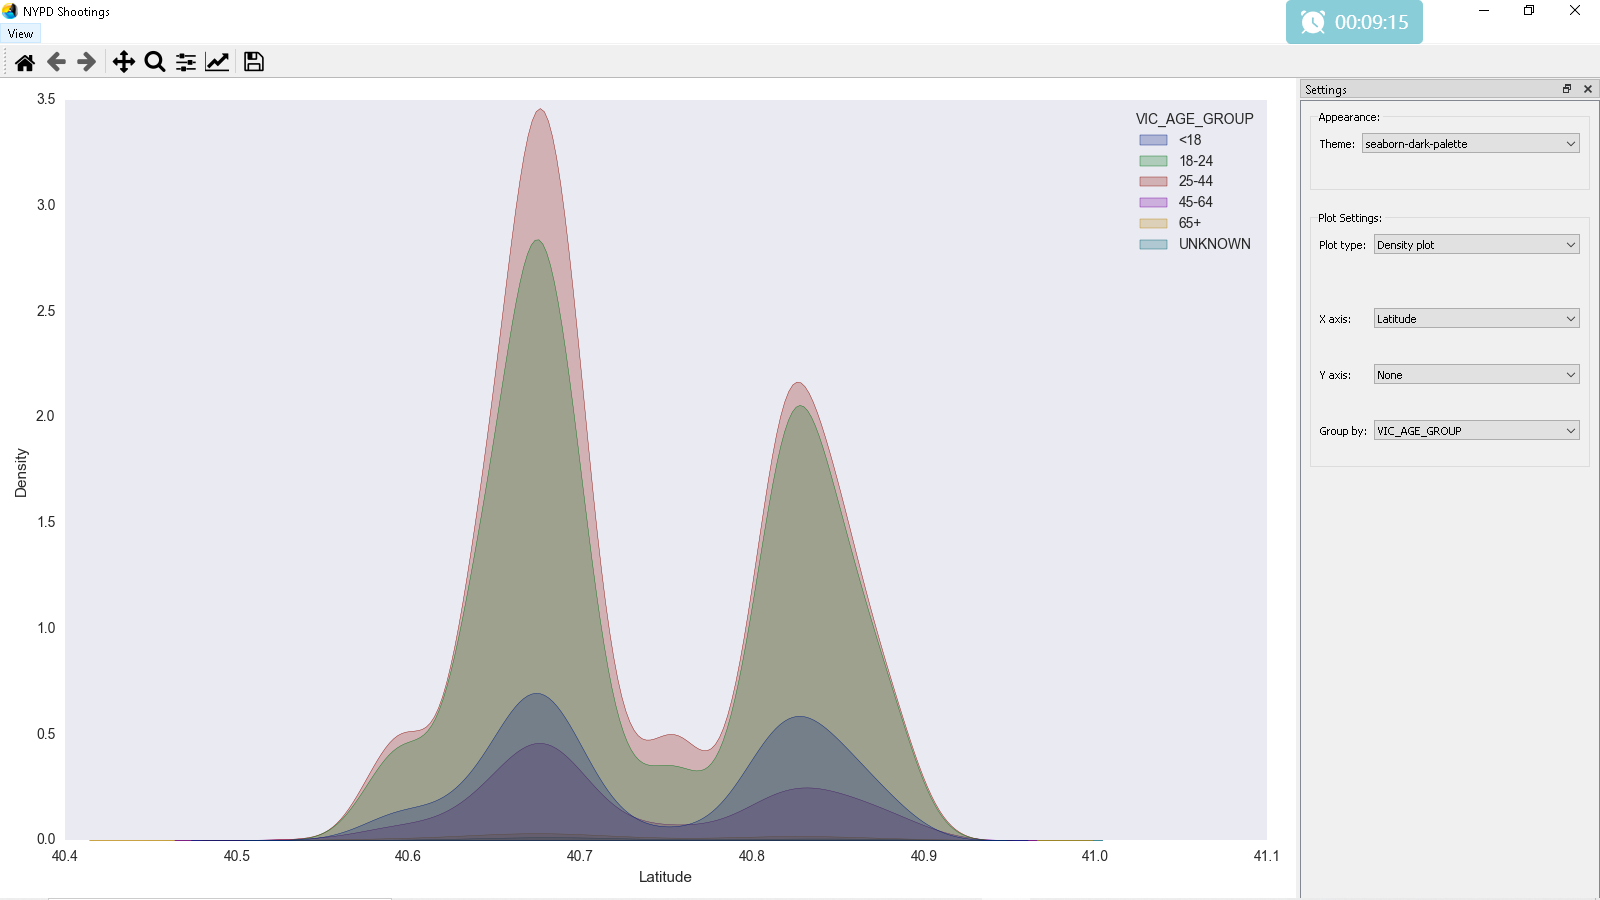 NYPD Shootings
00:09:15
View
Settings
Appearance:
Theme: seaborn-dark-palette
Plot Settings:
Plot type: Density plot
X axis: Latitude
Y axis: None
Group by: VIC_AGE_GROUP
VIC_AGE_GROUP
<18
18-24
25-44
45-64
65+
UNKNOWN
3.5
3.0
2.5
2.0
1.5
1.0
0.5
0.0
Density
40.4 40.5 40.6 40.7 40.8 40.9 41.0 41.1
Latitude